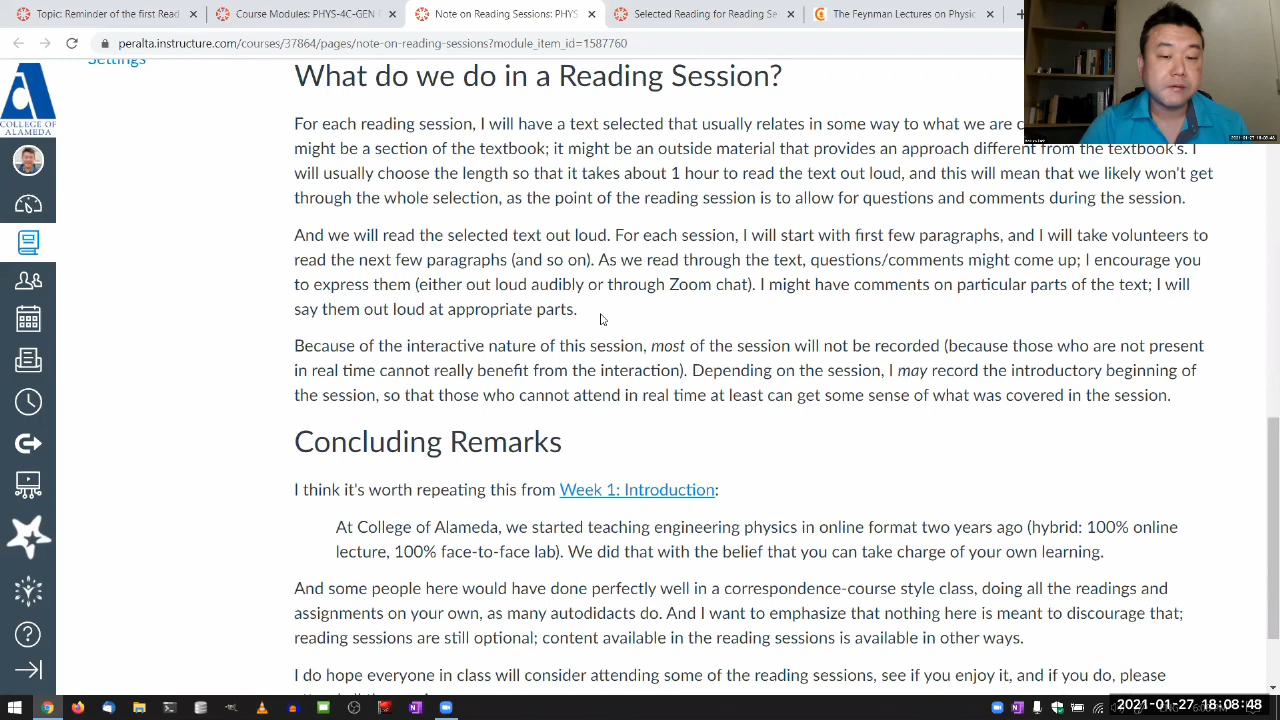 Topic for reminder of the first Read
Course Modules: PHYS-4C-GEN E
Note on Reading Sessions: PHYS
Selected Reading for Reading Se
The Feynman Lectures on Physic
peralta.instructure.com/courses/37864/pages/note-on-reading-sessions?module_item_id=1587760
Settings
COLLEGE OF
ALAMEDA
What do we do in a Reading Session?
For each reading session, I will have a text selected that usually relates in some way to what we are c
might be a section of the textbook; it might be an outside material that provides an approach different from the textbook's. I
will usually choose the length so that it takes about 1 hour to read the text out loud, and this will mean that we likely won't get
through the whole selection, as the point of the reading session is to allow for questions and comments during the session.
And we will read the selected text out loud. For each session, I will start with first few paragraphs, and I will take volunteers to
read the next few paragraphs (and so on). As we read through the text, questions/comments might come up; I encourage you
to express them (either out loud audibly or through Zoom chat). I might have comments on particular parts of the text; I will
say them out loud at appropriate parts.
Because of the interactive nature of this session, most of the session will not be recorded (because those who are not present
in real time cannot really benefit from the interaction). Depending on the session, I may record the introductory beginning of
the session, so that those who cannot attend in real time at least can get some sense of what was covered in the session.
Concluding Remarks
I think it's worth repeating this from Week 1: Introduction:
At College of Alameda, we started teaching engineering physics in online format two years ago (hybrid: 100% online
lecture, 100% face-to-face lab). We did that with the belief that you can take charge of your own learning.
And some people here would have done perfectly well in a correspondence-course style class, doing all the readings and
assignments on your own, as many autodidacts do. And I want to emphasize that nothing here is meant to discourage that;
reading sessions are still optional; content available in the reading sessions is available in other ways.
I do hope everyone in class will consider attending some of the reading sessions, see if you enjoy it, and if you do, please
2021-01-27 18:08:48